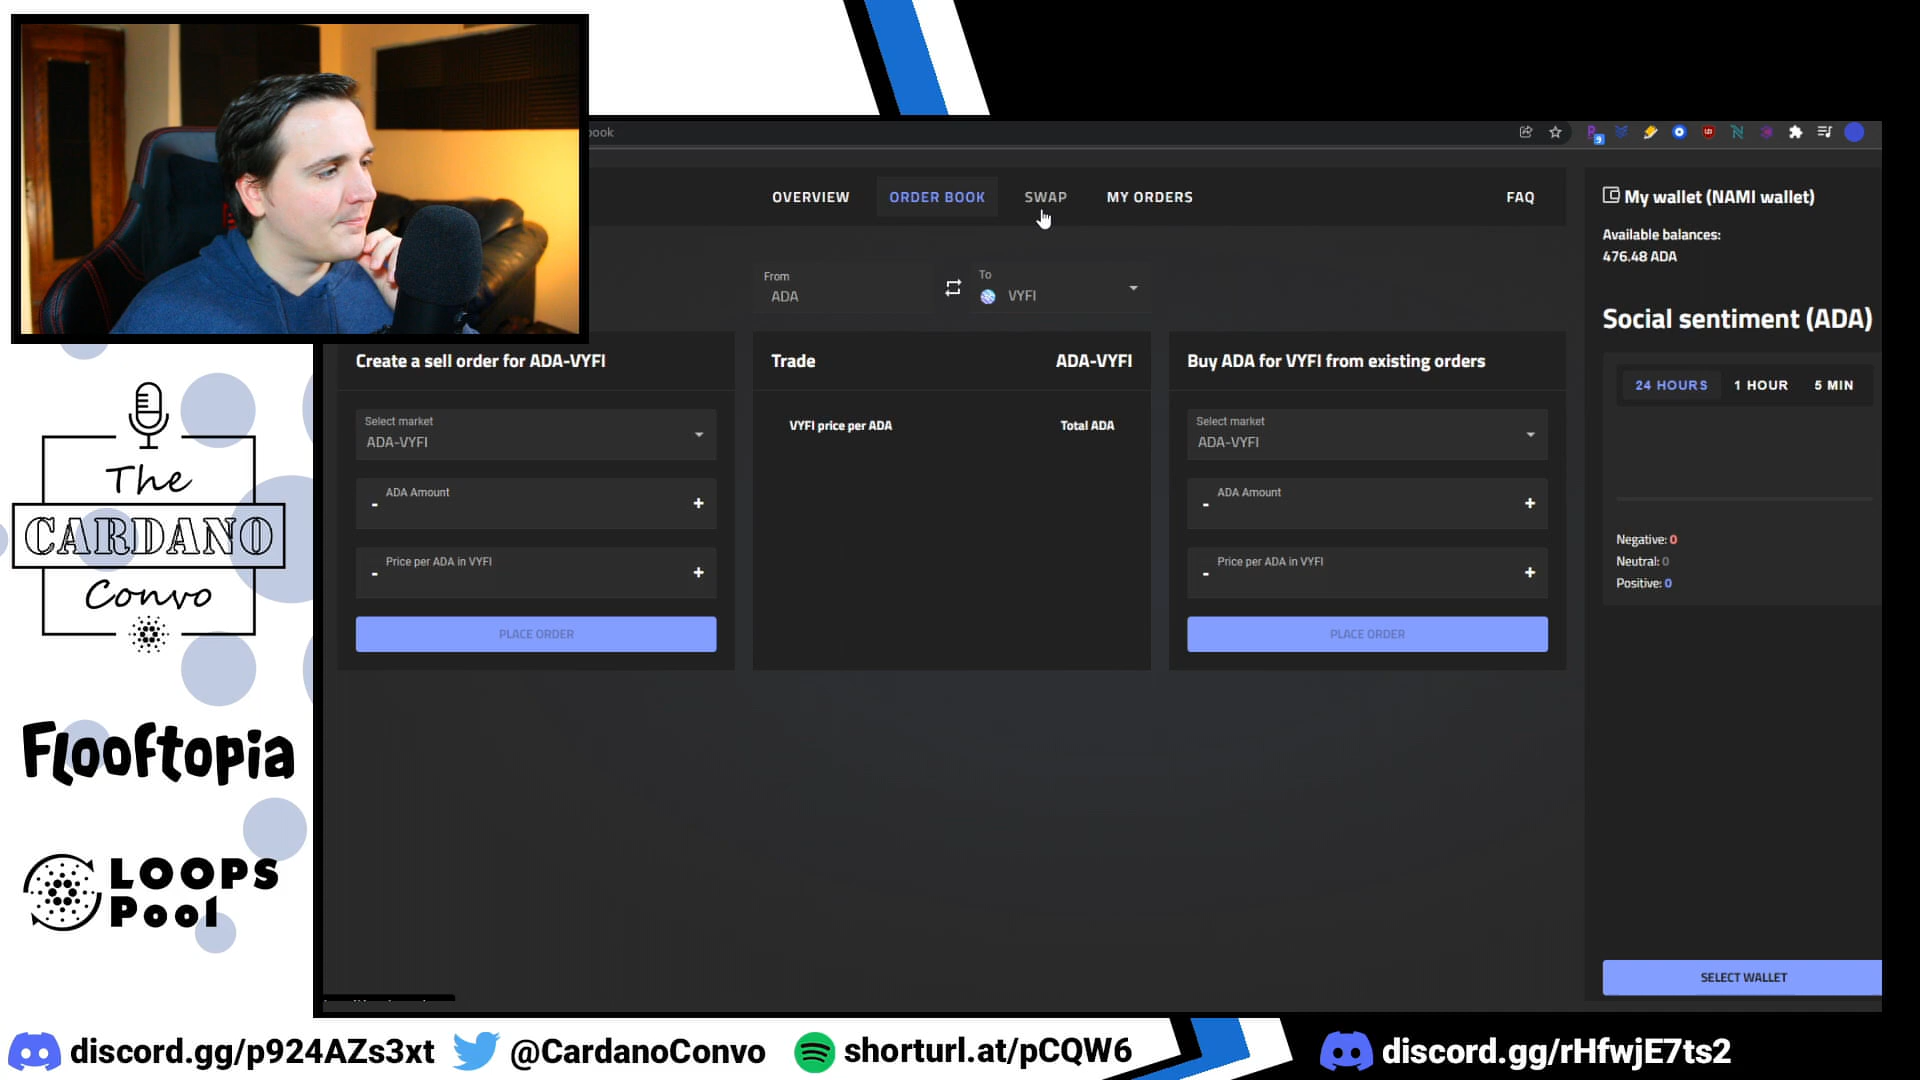 book
OVERVIEW
ORDER BOOK
SWAP
MY ORDERS
FAQ
From
ADA
To
VYFI
Create a sell order for ADA-VYFI
Select market
ADA-VYFI
ADA Amount
-
+
Price per ADA in VYFI
-
+
PLACE ORDER
Trade
ADA-VYFI
VYFI price per ADA
Total ADA
Buy ADA for VYFI from existing orders
Select market
ADA-VYFI
ADA Amount
-
+
Price per ADA in VYFI
-
+
PLACE ORDER
My wallet (NAMI wallet)
Available balances:
476.48 ADA
Social sentiment (ADA)
24 HOURS
1 HOUR
5 MIN
Negative: 0
Neutral: 0
Positive: 0
SELECT WALLET
The
CARDANO
Convo
Flooftopia
LOOPS
Pool
discord.gg/p924AZs3xt
@CardanoConvo
shorturl.at/pCQW6
discord.gg/rHfwjE7ts2